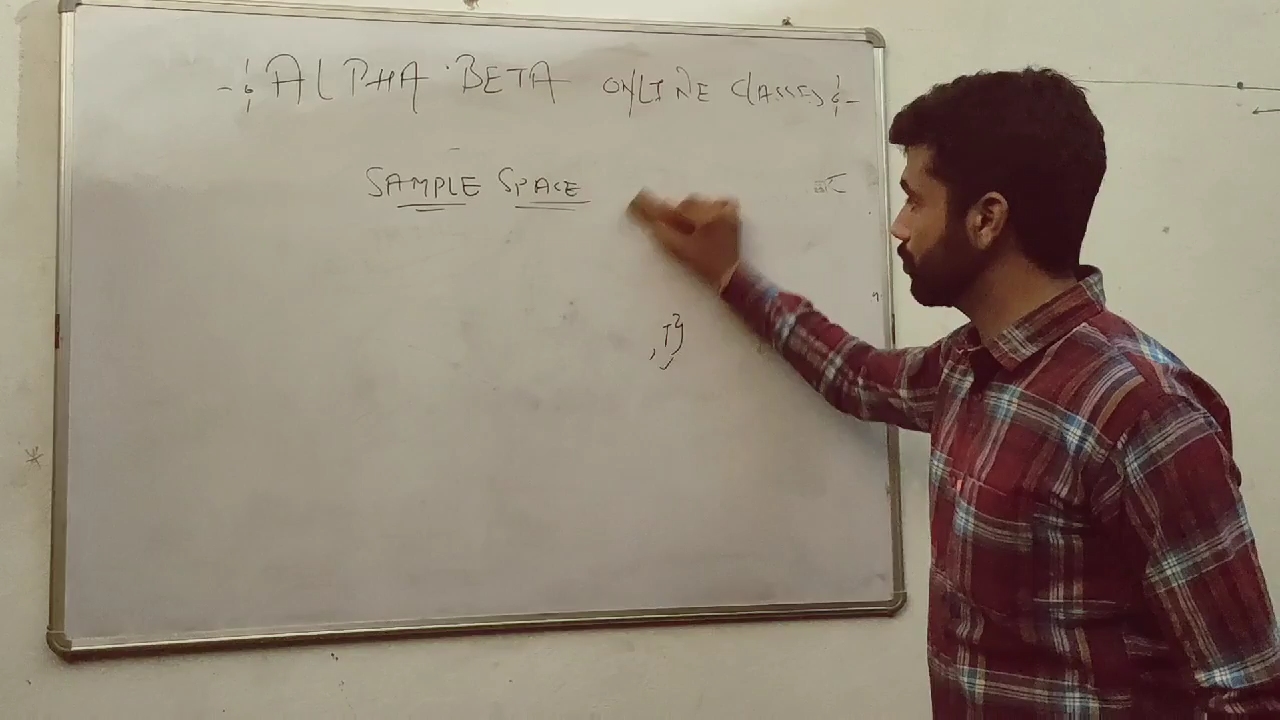 -: ALPHA BETA ONLINE CLASSES :-
SAMPLE SPACE
, T}